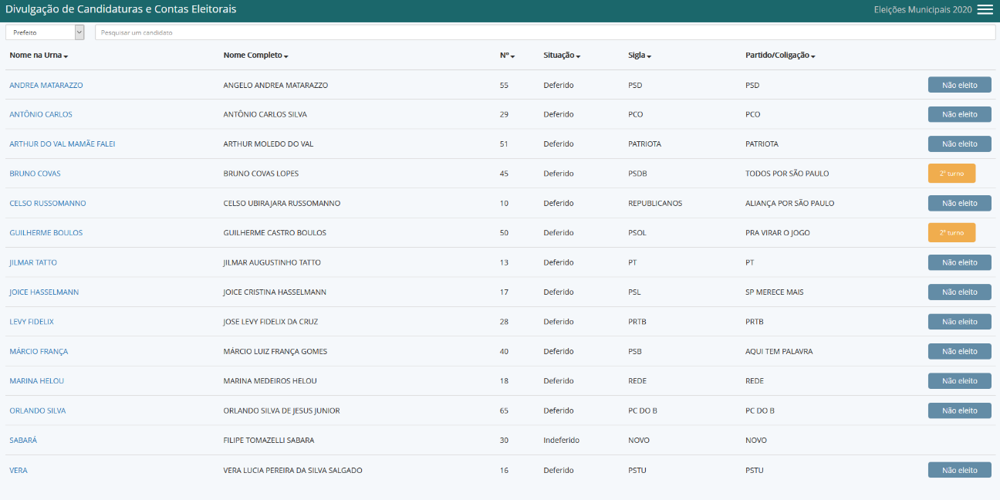 Divulgação de Candidaturas e Contas Eleitorais Eleições Municipais 2020
Prefeito Pesquisar um candidato
Nome na Urna Nome Completo Nº Situação Sigla Partido/Coligação
ANDREA MATARAZZO ANGELO ANDREA MATARAZZO 55 Deferido PSD PSD Não eleito
ANTÔNIO CARLOS ANTÔNIO CARLOS SILVA 29 Deferido PCO PCO Não eleito
ARTHUR DO VAL MAMÃE FALEI ARTHUR MOLEDO DO VAL 51 Deferido PATRIOTA PATRIOTA Não eleito
BRUNO COVAS BRUNO COVAS LOPES 45 Deferido PSDB TODOS POR SÃO PAULO 2º turno
CELSO RUSSOMANNO CELSO UBIRAJARA RUSSOMANNO 10 Deferido REPUBLICANOS ALIANÇA POR SÃO PAULO Não eleito
GUILHERME BOULOS GUILHERME CASTRO BOULOS 50 Deferido PSOL PRA VIRAR O JOGO 2º turno
JILMAR TATTO JILMAR AUGUSTINHO TATTO 13 Deferido PT PT Não eleito
JOICE HASSELMANN JOICE CRISTINA HASSELMANN 17 Deferido PSL SP MERECE MAIS Não eleito
LEVY FIDELIX JOSE LEVY FIDELIX DA CRUZ 28 Deferido PRTB PRTB Não eleito
MÁRCIO FRANÇA MÁRCIO LUIZ FRANÇA GOMES 40 Deferido PSB AQUI TEM PALAVRA Não eleito
MARINA HELOU MARINA MEDEIROS HELOU 18 Deferido REDE REDE Não eleito
ORLANDO SILVA ORLANDO SILVA DE JESUS JUNIOR 65 Deferido PC DO B PC DO B Não eleito
SABARÁ FILIPE TOMAZELLI SABARA 30 Indeferido NOVO NOVO
VERA VERA LUCIA PEREIRA DA SILVA SALGADO 16 Deferido PSTU PSTU Não eleito